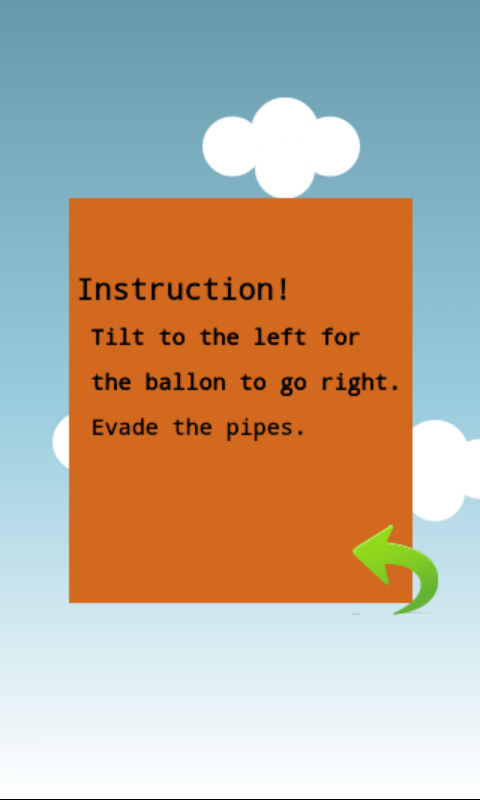 Instruction!
Tilt to the left for
the ballon to go right.
Evade the pipes.